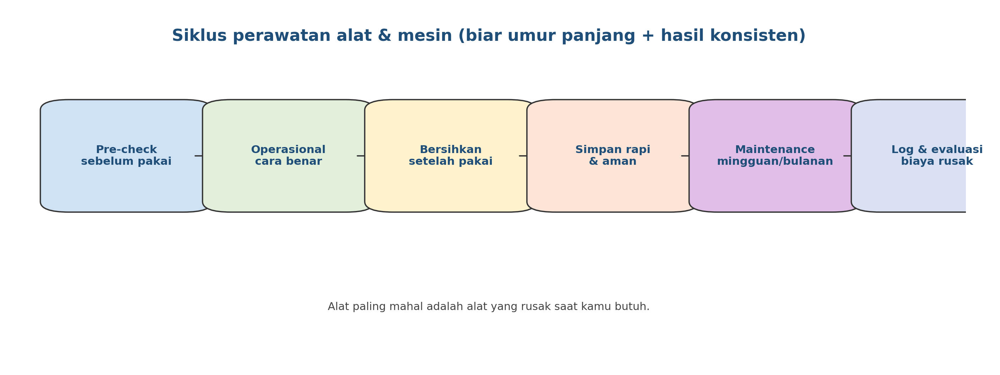 Siklus perawatan alat & mesin (biar umur panjang + hasil konsisten)
Pre-check
sebelum pakai
Operasional
cara benar
Bersihkan
setelah pakai
Simpan rapi
& aman
Maintenance
mingguan/bulanan
Log & evaluasi
biaya rusak
Alat paling mahal adalah alat yang rusak saat kamu butuh.